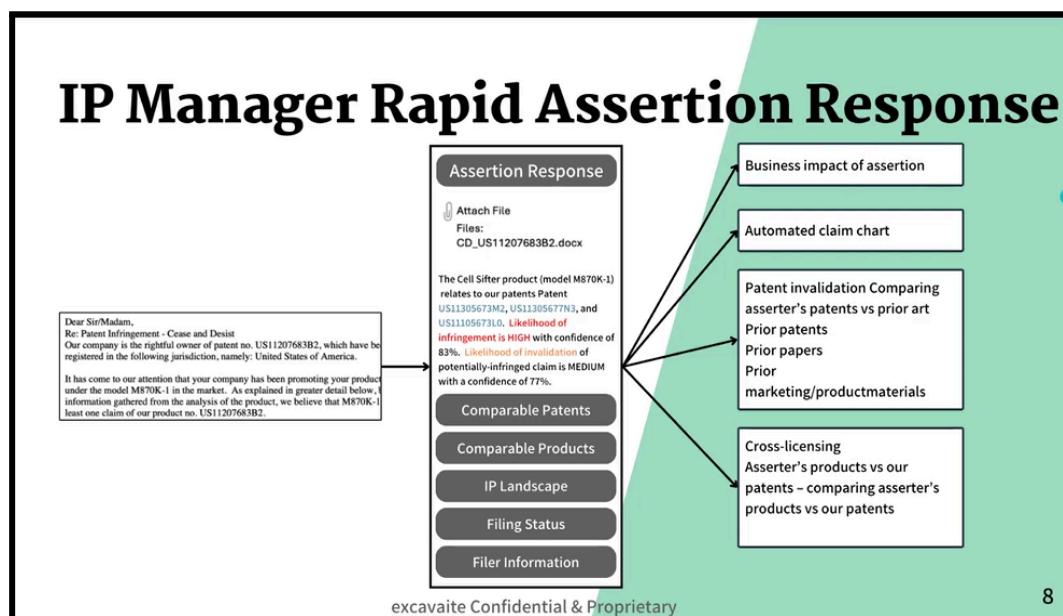 IP Manager Rapid Assertion Response
Dear Sir/Madam,
Re: Patent Infringement - Cease and Desist
Our company is the rightful owner of patent no. US11207683B2, which have be
registered in the following jurisdiction, namely: United States of America.
It has come to our attention that your company has been promoting your product
under the model M870K-1 in the market. As explained in greater detail below,
information gathered from the analysis of the product, we believe that M870K-1
least one claim of our product no. US11207683B2.
Assertion Response
Attach File
Files:
CD_US11207683B2.docx
The Cell Sifter product (model M870K-1)
relates to our patents Patent
US11305673M2, US11305677N3, and
US11105673L0. Likelihood of
infringement is HIGH with confidence of
83%. Likelihood of invalidation of
potentially-infringed claim is MEDIUM
with a confidence of 77%.
Comparable Patents
Comparable Products
IP Landscape
Filing Status
Filer Information
Business impact of assertion
Automated claim chart
Patent invalidation Comparing
asserter's patents vs prior art
Prior patents
Prior papers
Prior
marketing/productmaterials
Cross-licensing
Asserter's products vs our
patents – comparing asserter's
products vs our patents
excavaite Confidential & Proprietary
8